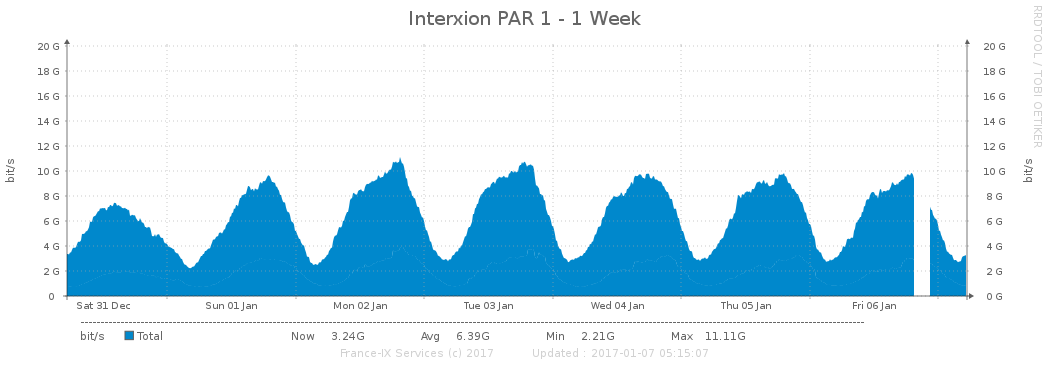 Interxion PAR 1 - 1 Week
RRDTOOL / TOBI OETIKER
bit/s
20 G 20 G
18 G 18 G
16 G 16 G
14 G 14 G
12 G 12 G
10 G 10 G
8 G 8 G
6 G 6 G
4 G 4 G
2 G 2 G
0 0 G
bit/s
Sat 31 Dec Sun 01 Jan Mon 02 Jan Tue 03 Jan Wed 04 Jan Thu 05 Jan Fri 06 Jan
bit/s Total Now 3.24G Avg 6.39G Min 2.21G Max 11.11G
France-IX Services (c) 2017 Updated : 2017-01-07 05:15:07